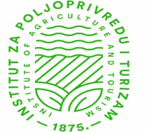 INSTITUT ZA POLJOPRIVREDU I TURIZAM
INSTITUTE OF AGRICULTURE AND TOURISM
1875.